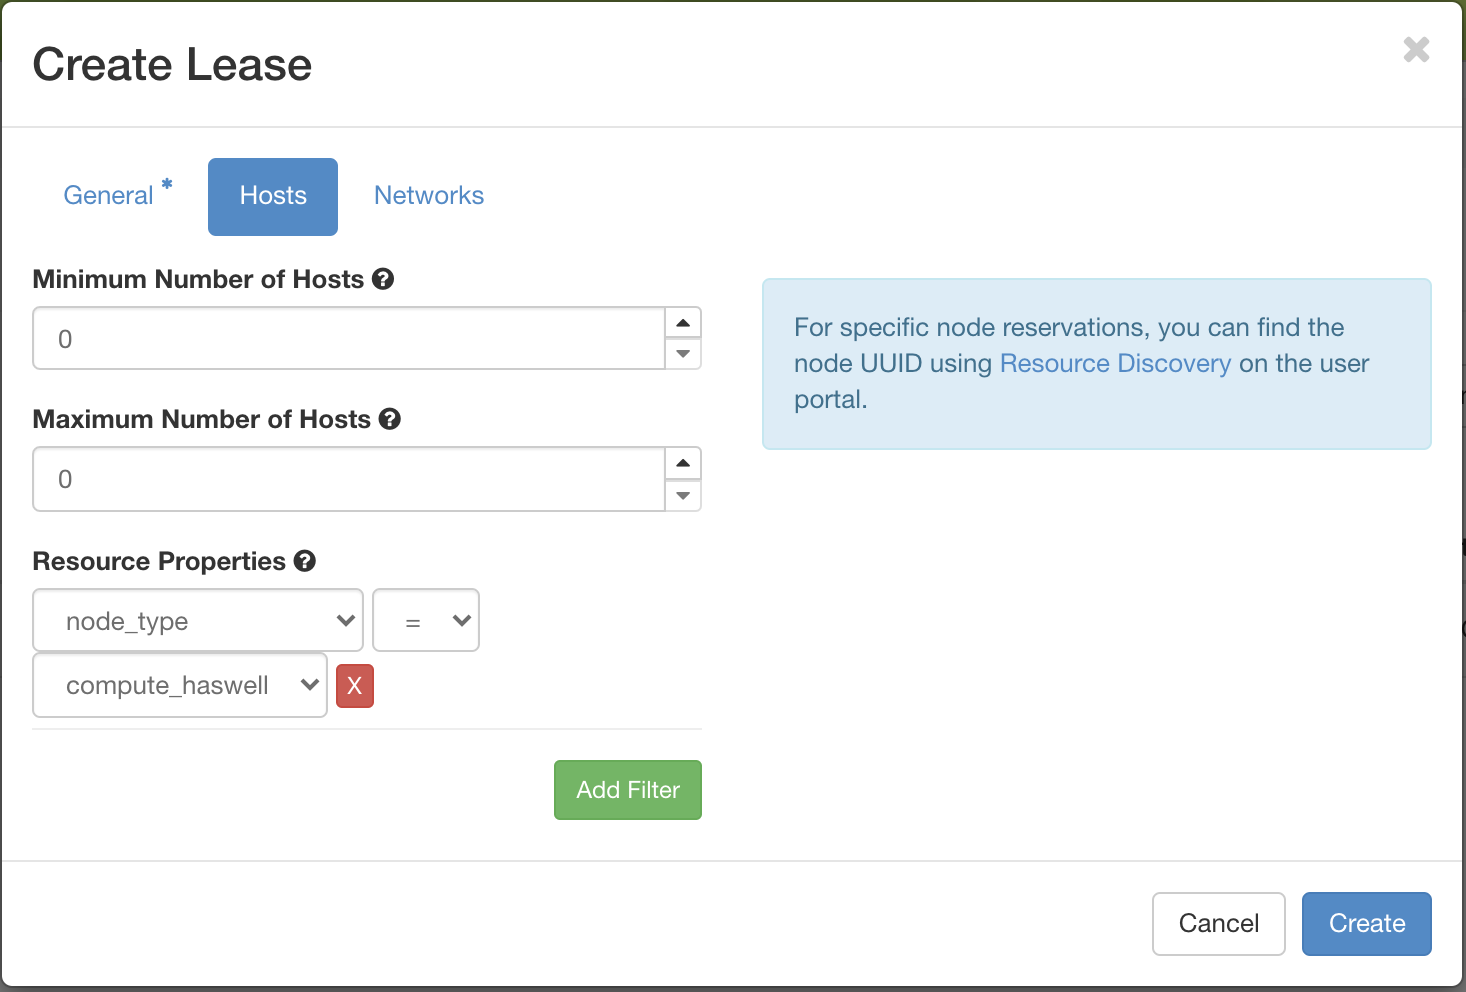 Create Lease
General *
Hosts
Networks
Minimum Number of Hosts
0
Maximum Number of Hosts
0
Resource Properties
node_type
=
compute_haswell
X
Add Filter
For specific node reservations, you can find the
node UUID using Resource Discovery on the user
portal.
Cancel
Create